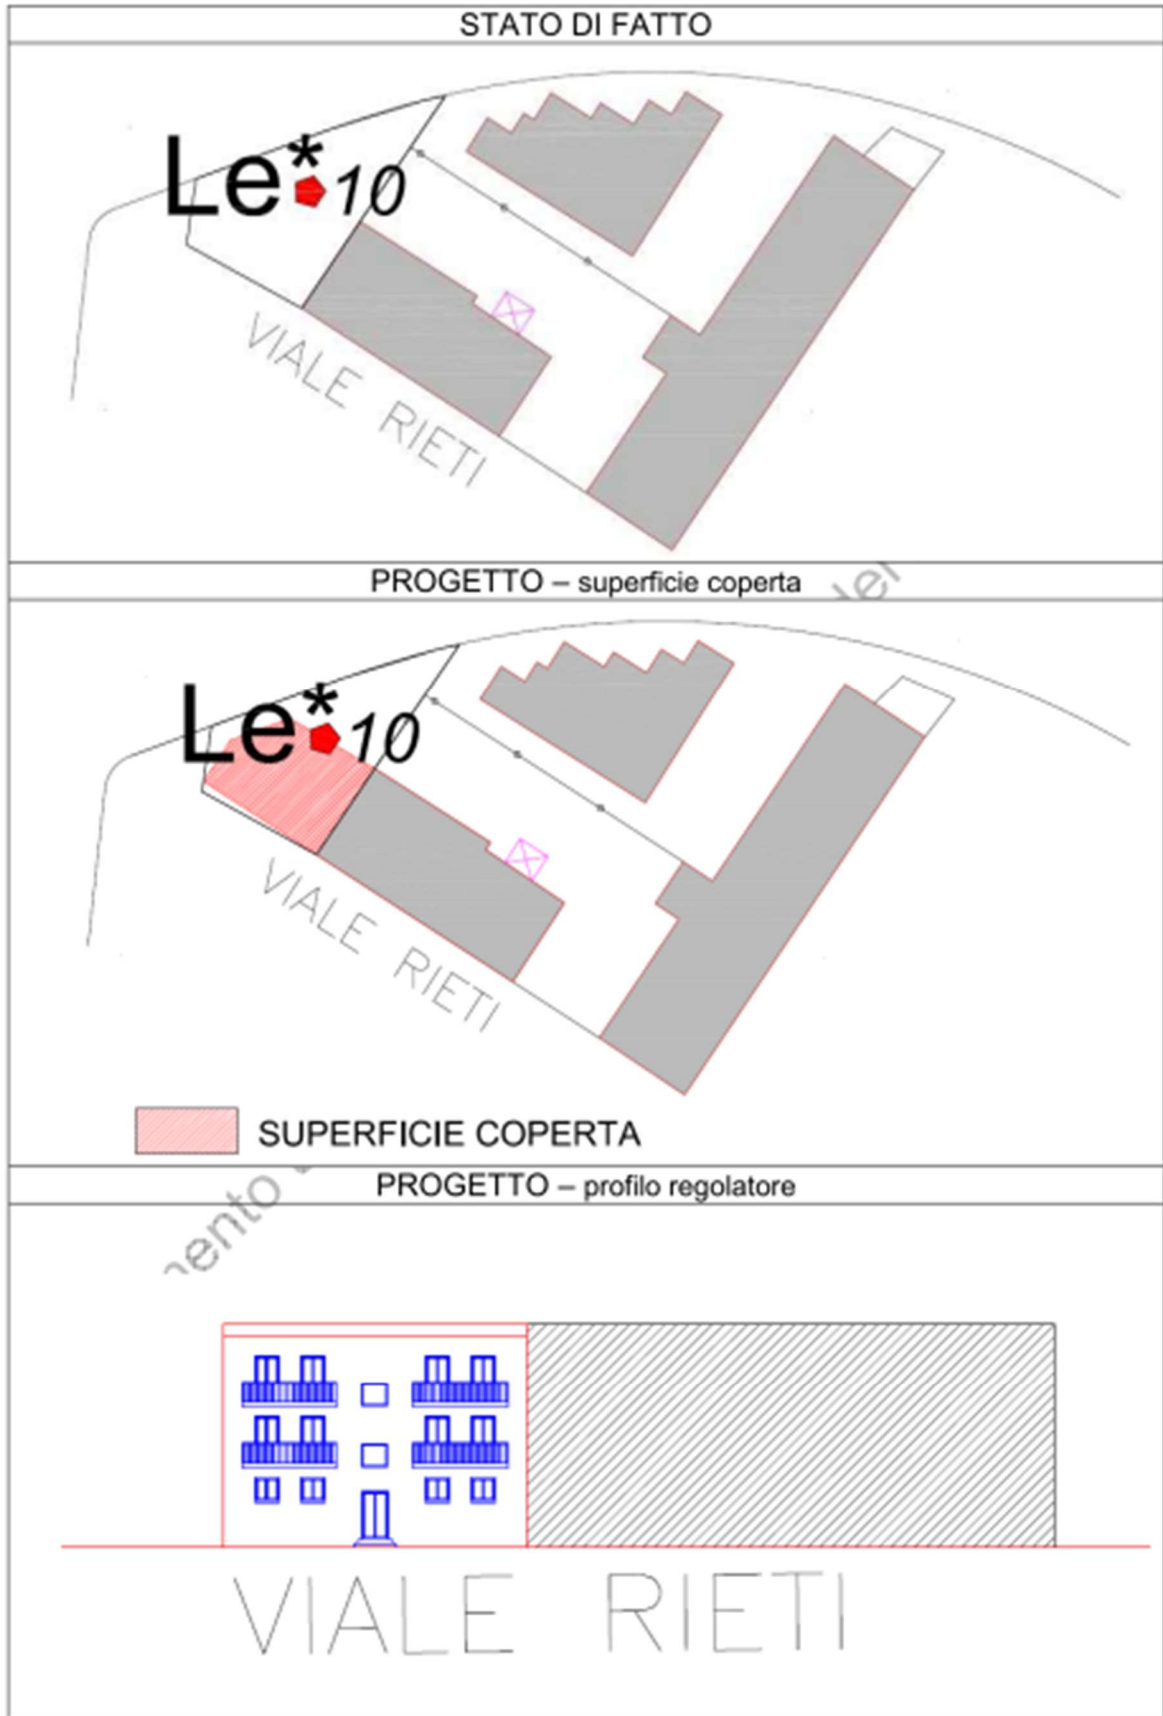 STATO DI FATTO
Le*10
VIALE RIETI
PROGETTO – superficie coperta
Le*10
VIALE RIETI
SUPERFICIE COPERTA
PROGETTO – profilo regolatore
VIALE RIETI